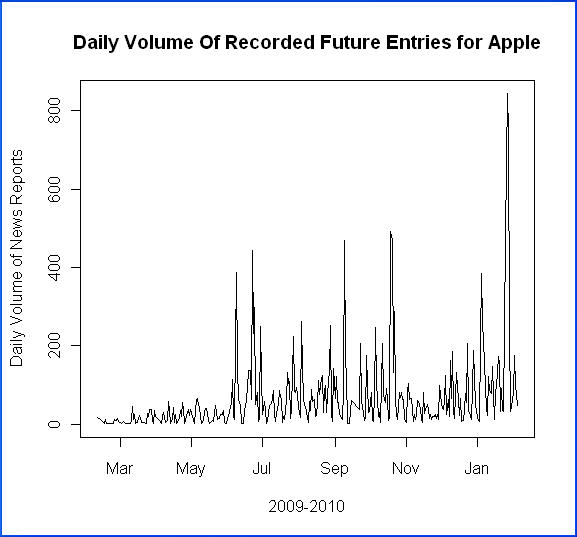 Daily Volume Of Recorded Future Entries for Apple
Daily Volume of News Reports
800
600
400
200
0
Mar May Jul Sep Nov Jan
2009-2010